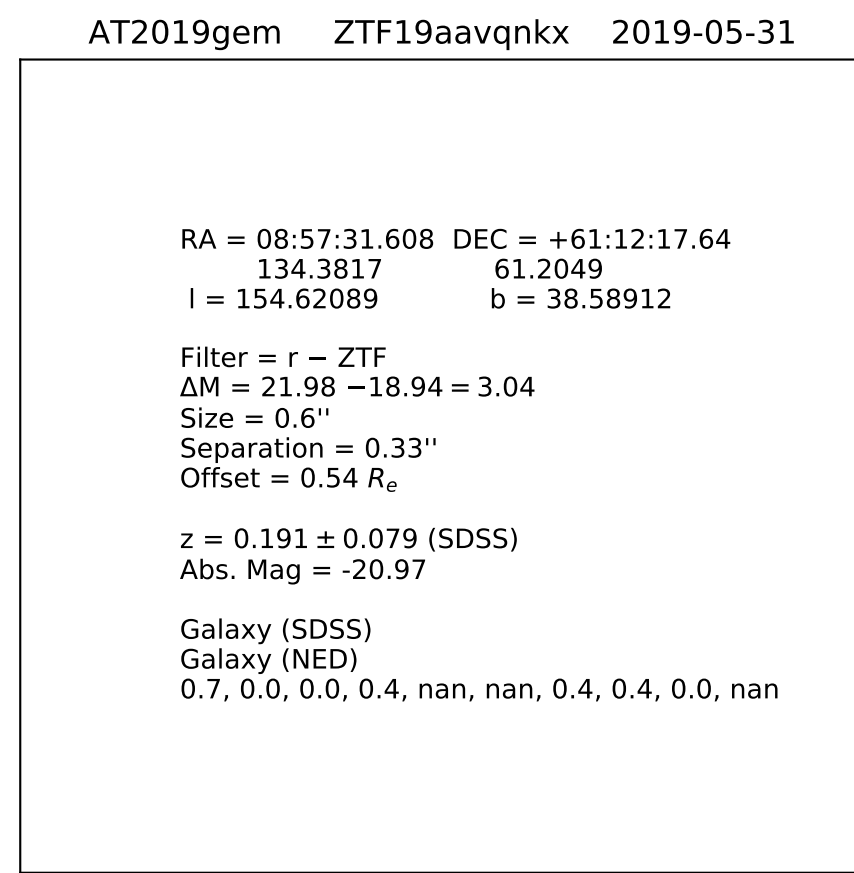 AT2019gem ZTF19aavqnkx 2019-05-31
RA = 08:57:31.608 DEC = +61:12:17.64
134.3817 61.2049
l = 154.62089 b = 38.58912
Filter = r − ZTF
ΔM = 21.98 −18.94 = 3.04
Size = 0.6''
Separation = 0.33''
Offset = 0.54 Rₑ
z = 0.191 ± 0.079 (SDSS)
Abs. Mag = -20.97
Galaxy (SDSS)
Galaxy (NED)
0.7, 0.0, 0.0, 0.4, nan, nan, 0.4, 0.4, 0.0, nan